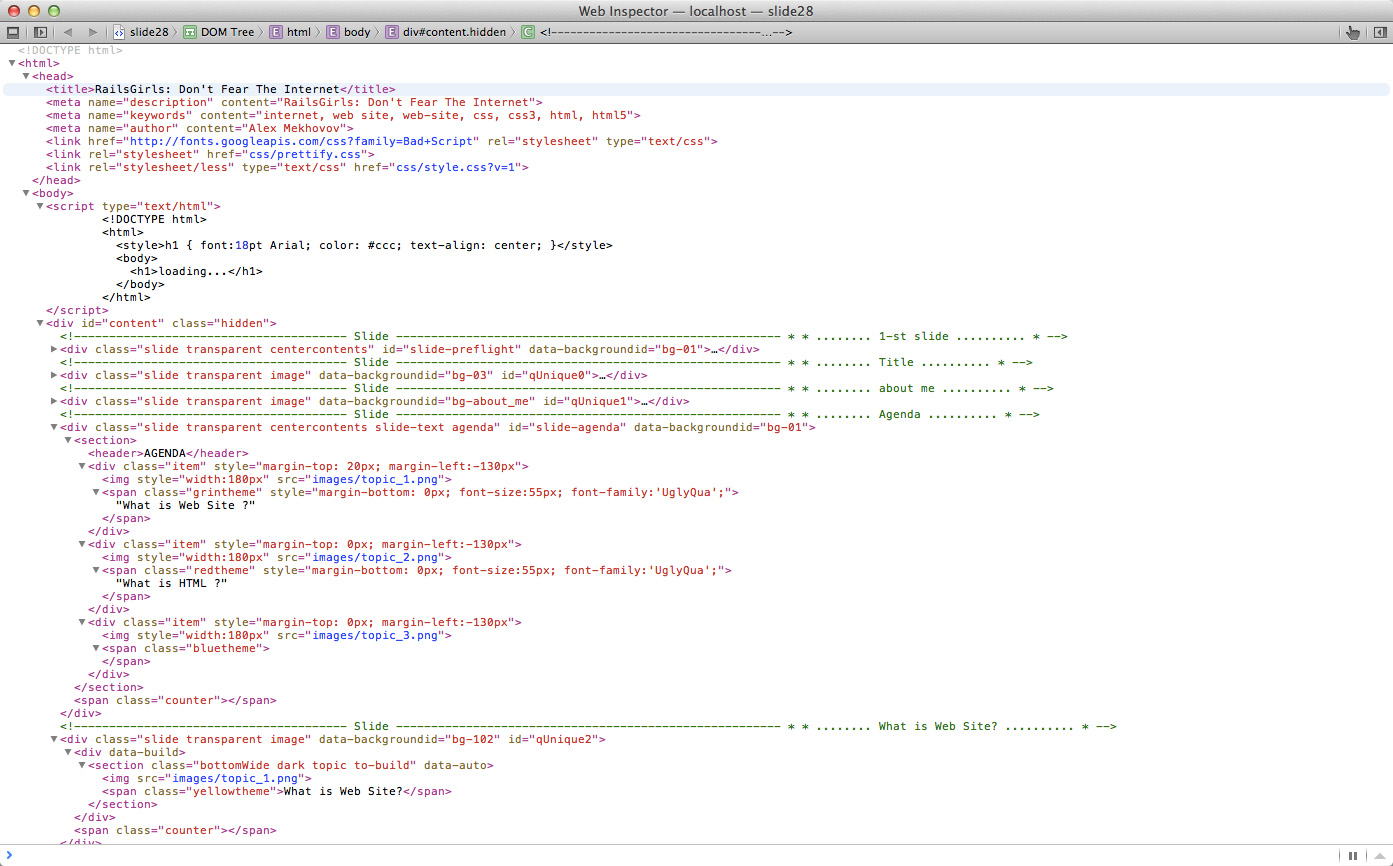 Web Inspector — localhost — slide28
slide28 DOM Tree E html E body E div#content.hidden C <!---------------------------------...-->
<!DOCTYPE html>
<html>
<head>
<title>RailsGirls: Don't Fear The Internet</title>
<meta name="description" content="RailsGirls: Don't Fear The Internet">
<meta name="keywords" content="internet, web site, web-site, css, css3, html, html5">
<meta name="author" content="Alex Mekhovov">
<link href="http://fonts.googleapis.com/css?family=Bad+Script" rel="stylesheet" type="text/css">
<link rel="stylesheet" href="css/prettify.css">
<link rel="stylesheet/less" type="text/css" href="css/style.css?v=1">
</head>
<body>
<script type="text/html">
<!DOCTYPE html>
<html>
<style>h1 { font:18pt Arial; color: #ccc; text-align: center; }</style>
<body>
<h1>loading...</h1>
</body>
</html>
</script>
<div id="content" class="hidden">
<!--------------------------------------- Slide ------------------------------------------------------- * * ........ 1-st slide .......... * -->
<div class="slide transparent centercontents" id="slide-preflight" data-backgroundid="bg-01">…</div>
<!--------------------------------------- Slide ------------------------------------------------------- * * ........ Title .......... * -->
<div class="slide transparent image" data-backgroundid="bg-03" id="qUnique0">…</div>
<!--------------------------------------- Slide ------------------------------------------------------- * * ........ about me .......... * -->
<div class="slide transparent image" data-backgroundid="bg-about_me" id="qUnique1">…</div>
<!--------------------------------------- Slide ------------------------------------------------------- * * ........ Agenda .......... * -->
<div class="slide transparent centercontents slide-text agenda" id="slide-agenda" data-backgroundid="bg-01">
<section>
<header>AGENDA</header>
<div class="item" style="margin-top: 20px; margin-left:-130px">
<img style="width:180px" src="images/topic_1.png">
<span class="grintheme" style="margin-bottom: 0px; font-size:55px; font-family:'UglyQua';">
"What is Web Site ?"
</span>
</div>
<div class="item" style="margin-top: 0px; margin-left:-130px">
<img style="width:180px" src="images/topic_2.png">
<span class="redtheme" style="margin-bottom: 0px; font-size:55px; font-family:'UglyQua';">
"What is HTML ?"
</span>
</div>
<div class="item" style="margin-top: 0px; margin-left:-130px">
<img style="width:180px" src="images/topic_3.png">
<span class="bluetheme">
</span>
</div>
</section>
<span class="counter"></span>
</div>
<!--------------------------------------- Slide ------------------------------------------------------- * * ........ What is Web Site? .......... * -->
<div class="slide transparent image" data-backgroundid="bg-102" id="qUnique2">
<div data-build>
<section class="bottomWide dark topic to-build" data-auto>
<img src="images/topic_1.png">
<span class="yellowtheme">What is Web Site?</span>
</section>
</div>
<span class="counter"></span>
</div>